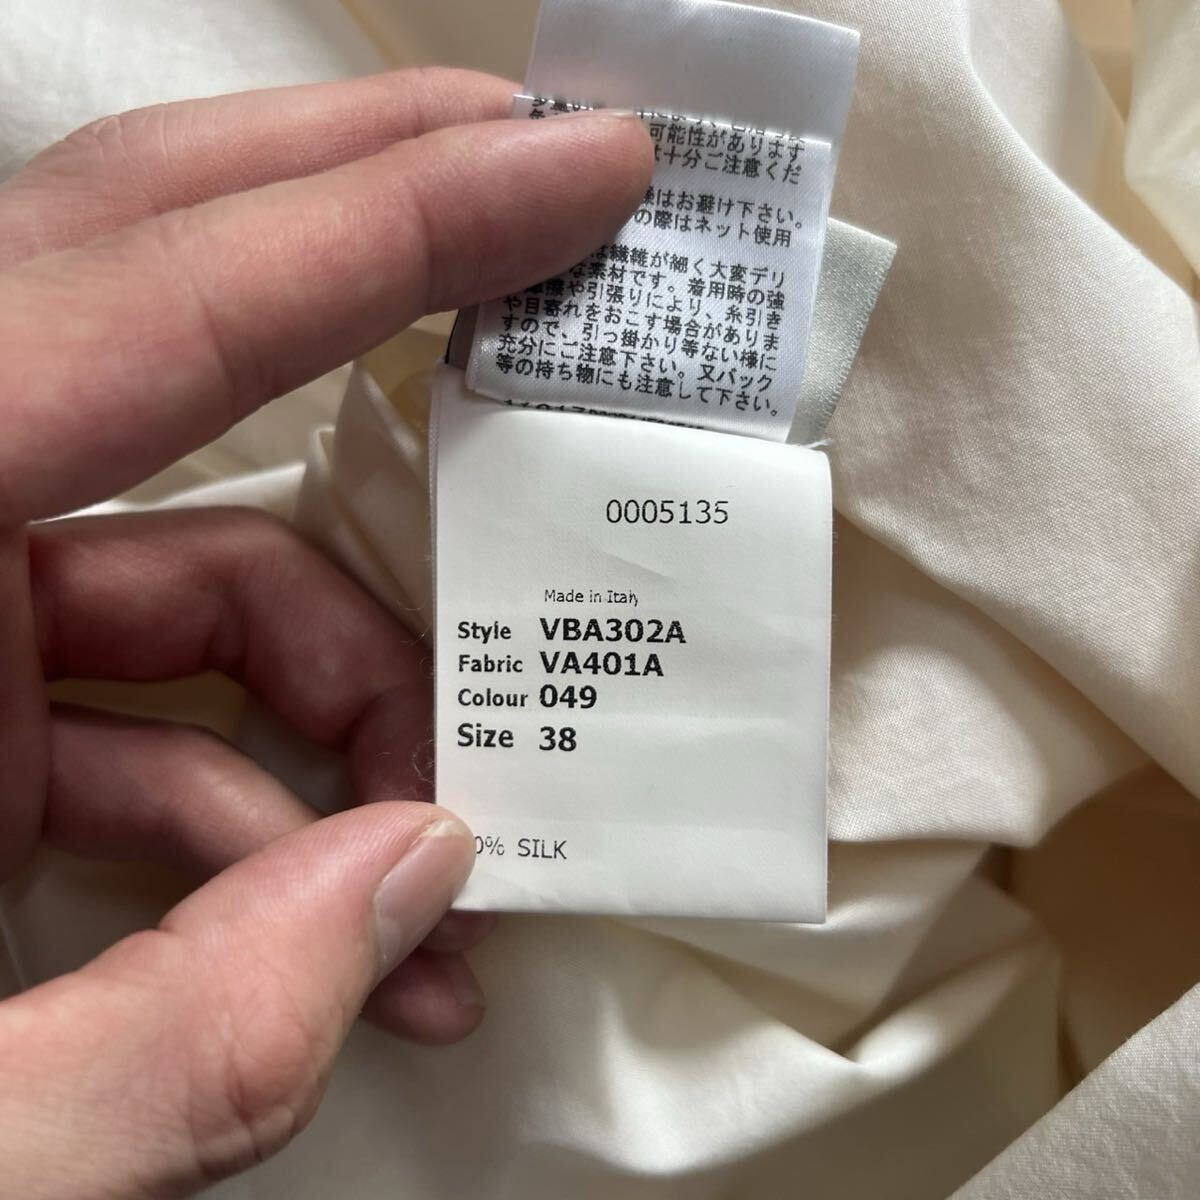 可能性があります
は十分ご注意くだ
はお避け下さい。
の際はネット使用
は繊維が細く大変デリ
な素材です。着用時の強
や引張りにより、糸引き
や目寄れをおこす場合がありま
すので、引っ掛かり等ない様に
充分にご注意下さい。又バック
等の持ち物にも注意して下さい。
0005135
Made in Italy
Style VBA302A
Fabric VA401A
Colour 049
Size 38
0% SILK